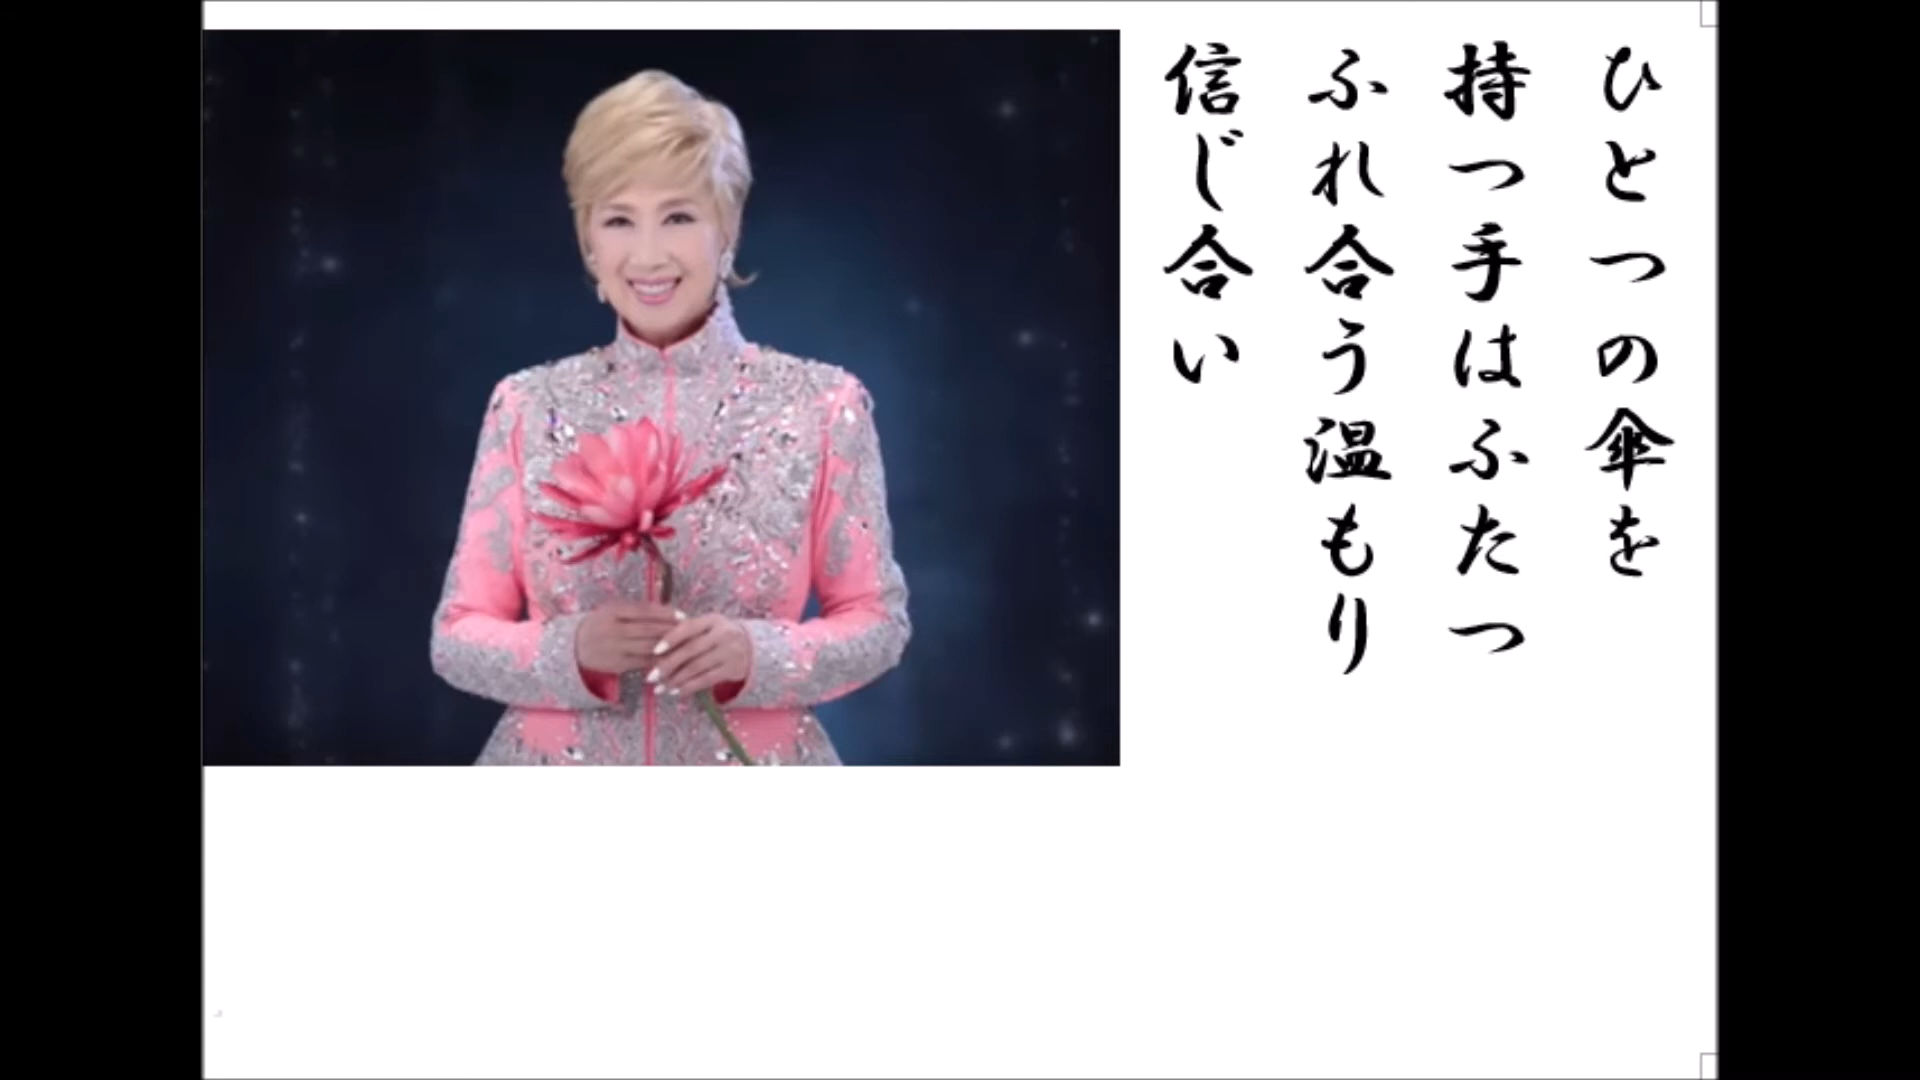 ひとつの傘を
持つ手はふたつ
ふれ合う温もり
信じ合い